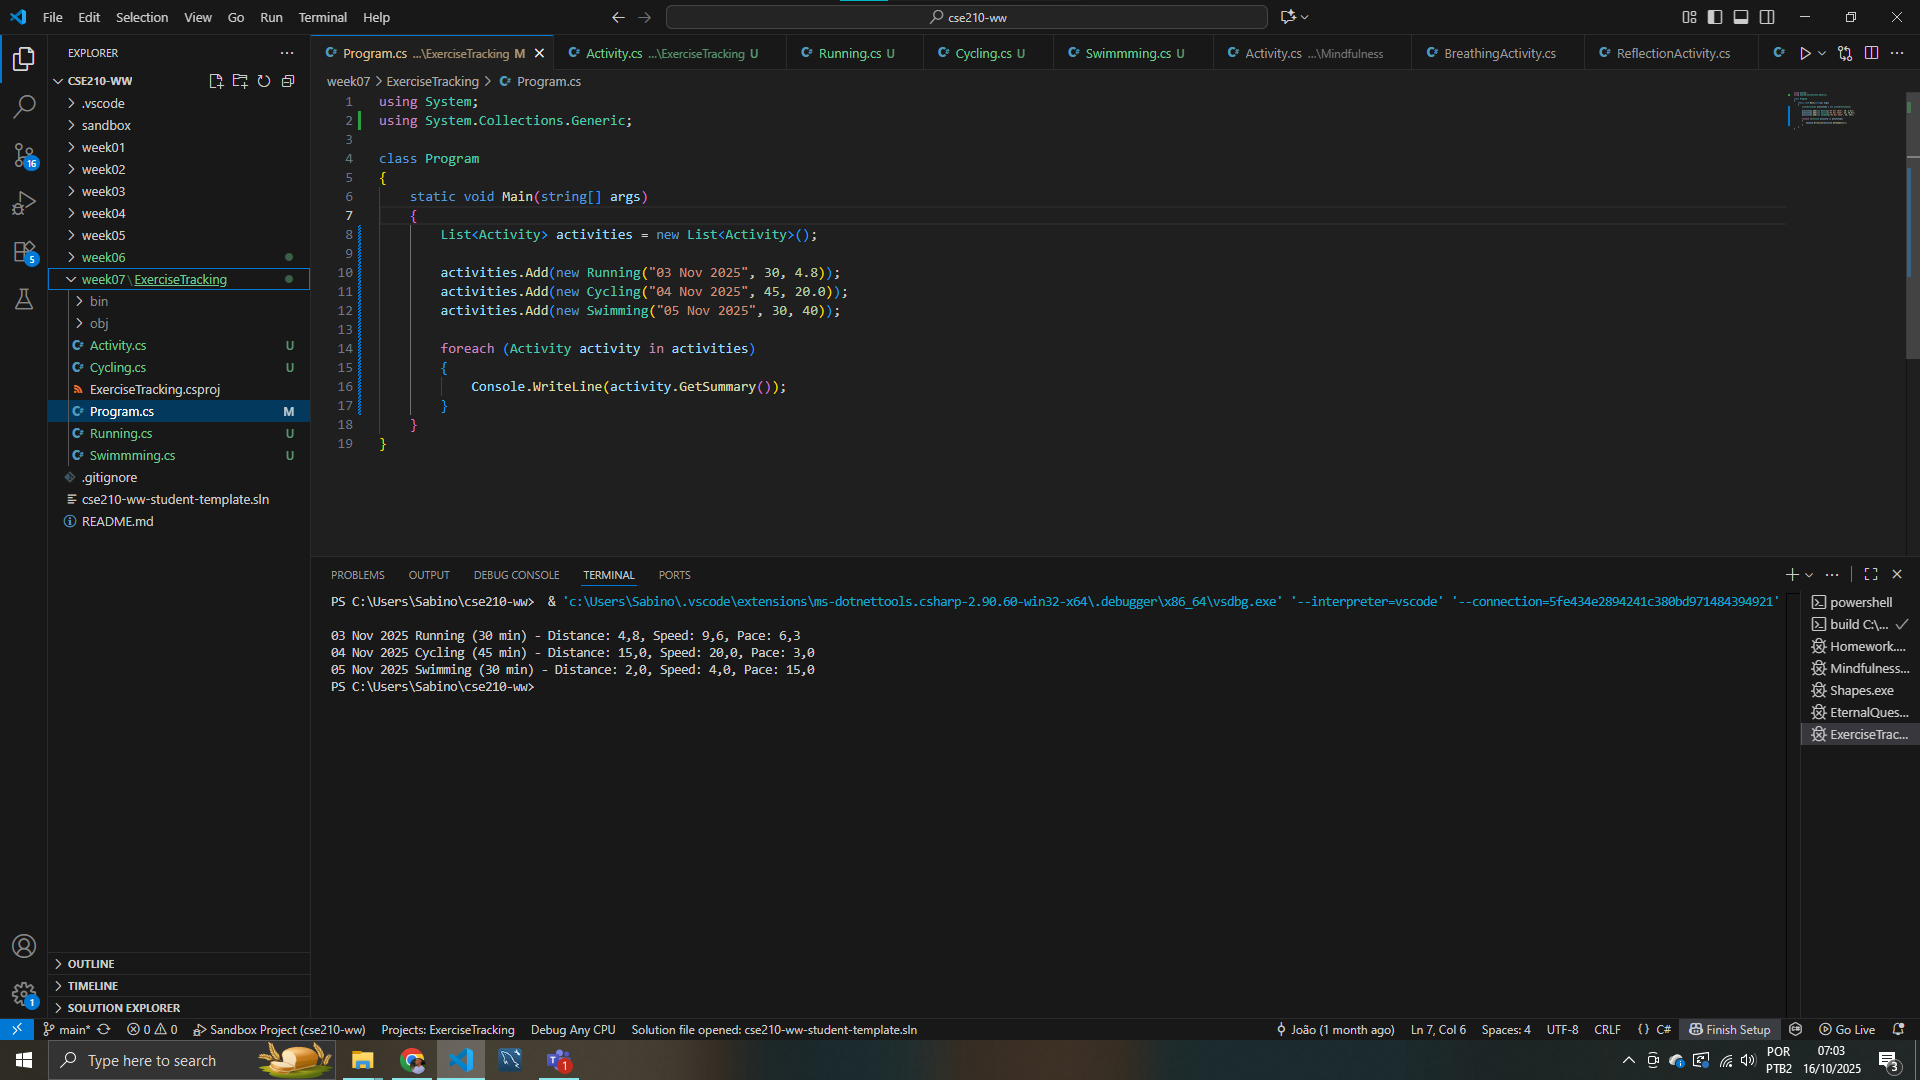 File Edit Selection View Go Run Terminal Help
cse210-ww
EXPLORER
CSE210-WW
.vscode
sandbox
week01
week02
week03
week04
week05
week06
week07 \ ExerciseTracking
bin
obj
Activity.cs U
Cycling.cs U
ExerciseTracking.csproj
Program.cs M
Running.cs U
Swimmming.cs U
.gitignore
cse210-ww-student-template.sln
README.md
OUTLINE
TIMELINE
SOLUTION EXPLORER
16
5
1
Program.cs ...\ExerciseTracking M
Activity.cs ...\ExerciseTracking U
Running.cs U
Cycling.cs U
Swimmming.cs U
Activity.cs ...\Mindfulness
BreathingActivity.cs
ReflectionActivity.cs
week07 > ExerciseTracking > Program.cs
1 using System;
2 using System.Collections.Generic;
3
4 class Program
5 {
6 static void Main(string[] args)
7 {
8 List<Activity> activities = new List<Activity>();
9
10 activities.Add(new Running("03 Nov 2025", 30, 4.8));
11 activities.Add(new Cycling("04 Nov 2025", 45, 20.0));
12 activities.Add(new Swimming("05 Nov 2025", 30, 40));
13
14 foreach (Activity activity in activities)
15 {
16 Console.WriteLine(activity.GetSummary());
17 }
18 }
19 }
PROBLEMS OUTPUT DEBUG CONSOLE TERMINAL PORTS
PS C:\Users\Sabino\cse210-ww> & 'c:\Users\Sabino\.vscode\extensions\ms-dotnettools.csharp-2.90.60-win32-x64\.debugger\x86_64\vsdbg.exe' '--interpreter=vscode' '--connection=5fe434e2894241c380bd971484394921'
03 Nov 2025 Running (30 min) - Distance: 4,8, Speed: 9,6, Pace: 6,3
04 Nov 2025 Cycling (45 min) - Distance: 15,0, Speed: 20,0, Pace: 3,0
05 Nov 2025 Swimming (30 min) - Distance: 2,0, Speed: 4,0, Pace: 15,0
PS C:\Users\Sabino\cse210-ww>
powershell
build C:\...
Homework....
Mindfulness...
Shapes.exe
EternalQues...
ExerciseTrac...
main* 0 0 Sandbox Project (cse210-ww) Projects: ExerciseTracking Debug Any CPU Solution file opened: cse210-ww-student-template.sln João (1 month ago) Ln 7, Col 6 Spaces: 4 UTF-8 CRLF {} C# Finish Setup Go Live
Type here to search
1
POR
PTB2
07:03
16/10/2025
3